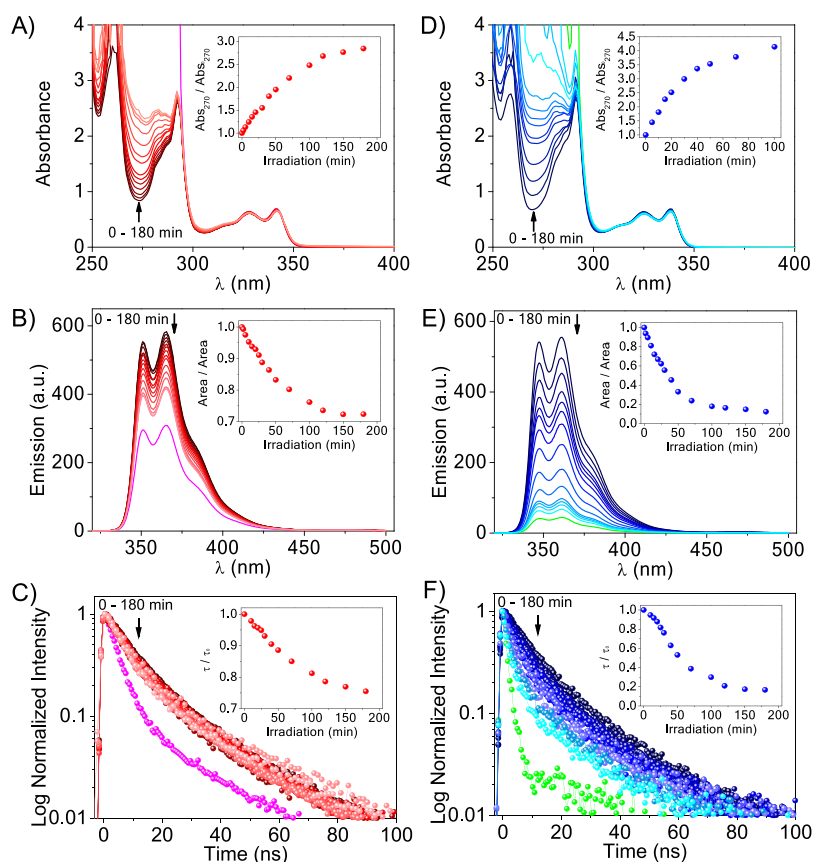 A)
4
3
2
1
0
Absorbance
250 300 350 400
λ (nm)
0 - 180 min
3.0
2.5
2.0
1.5
1.0
Abs₂₇₀ / Abs₂₇₀
0 50 100 150 200
Irradiation (min)
D)
4
3
2
1
0
Absorbance
250 300 350 400
λ (nm)
0 - 180 min
4.5
4.0
3.5
3.0
2.5
2.0
1.5
1.0
Abs₂₇₀ / Abs₂₇₀
0 20 40 60 80 100
Irradiation (min)
B)
600
400
200
0
Emission (a.u.)
350 400 450 500
λ (nm)
0 - 180 min
1.0
0.9
0.8
0.7
Area / Area
0 50 100 150 200
Irradiation (min)
E)
600
400
200
0
Emission (a.u.)
350 400 450 500
λ (nm)
0 - 180 min
1.0
0.8
0.6
0.4
0.2
0.0
Area / Area
0 50 100 150 200
Irradiation (min)
C)
1
0.1
0.01
Log Normalized Intensity
0 20 40 60 80 100
Time (ns)
0 - 180 min
1.0
0.9
0.8
0.7
τ / τ₀
0 50 100 150 200
Irradiation (min)
F)
1
0.1
0.01
Log Normalized Intensity
0 20 40 60 80 100
Time (ns)
0 - 180 min
1.0
0.8
0.6
0.4
0.2
0.0
τ / τ₀
0 50 100 150 200
Irradiation (min)